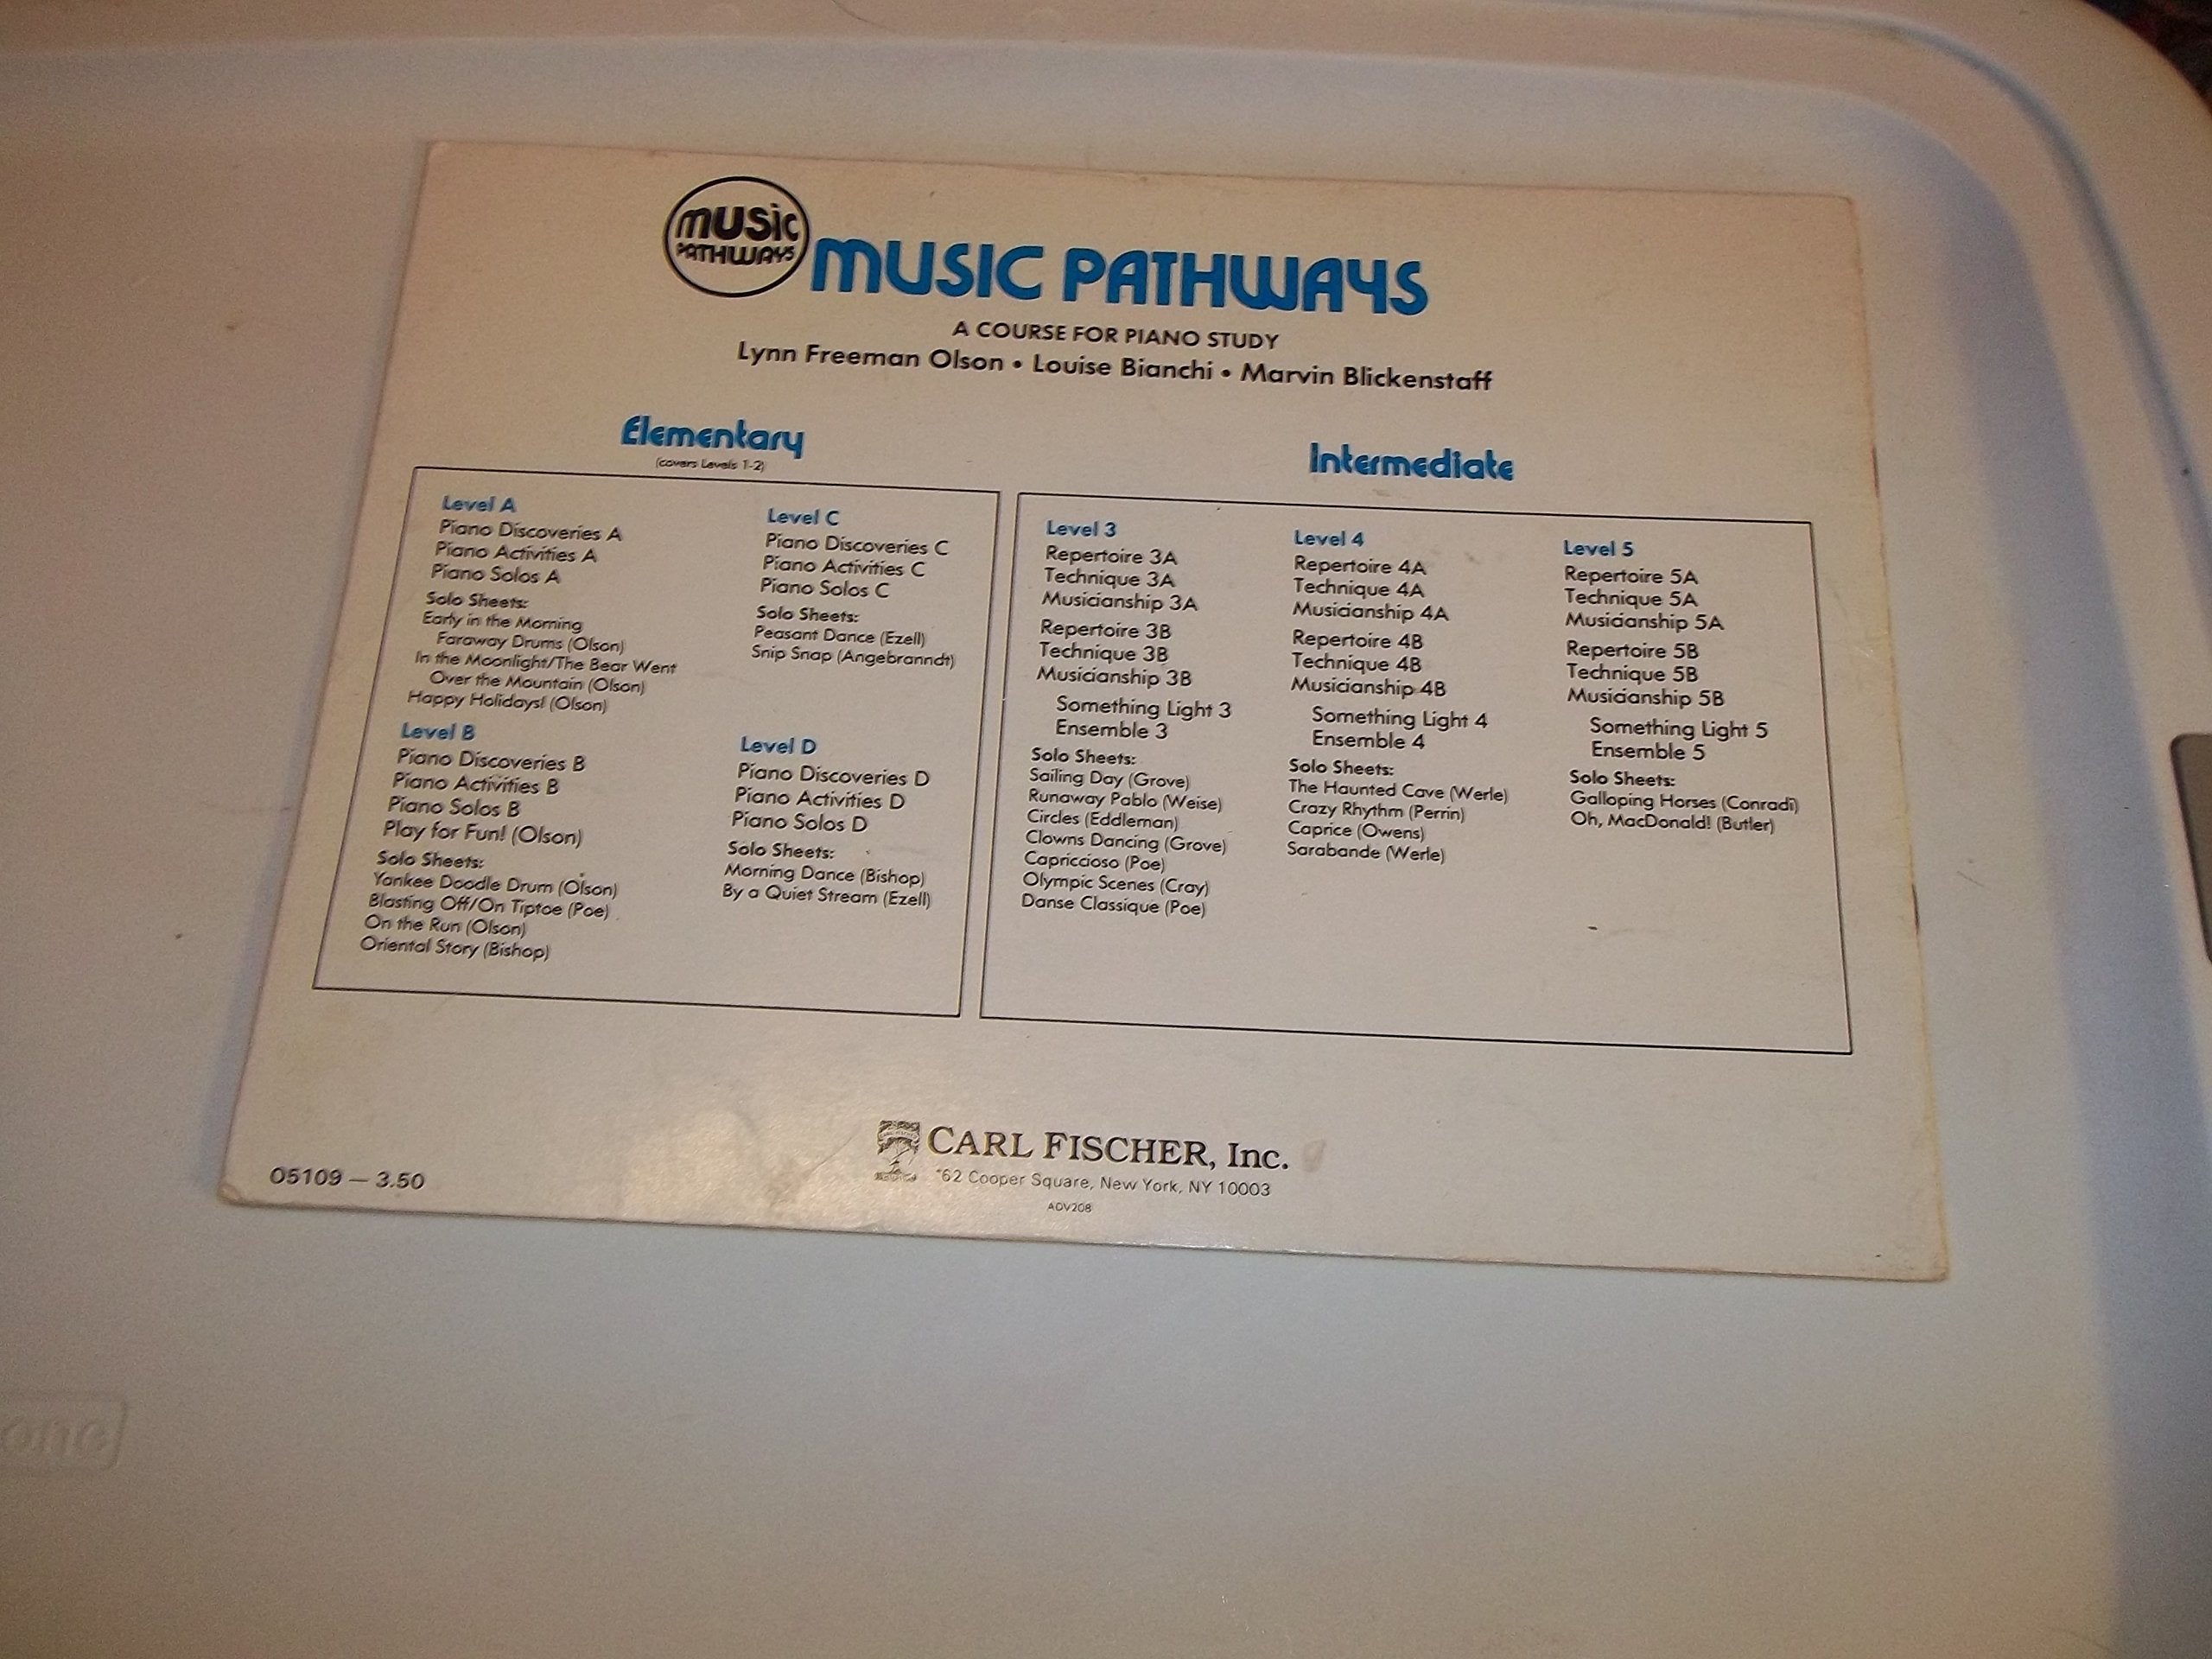 music
PATHWAYS
MUSIC PATHWAYS
A COURSE FOR PIANO STUDY
Lynn Freeman Olson • Louise Bianchi • Marvin Blickenstaff
Elementary
(covers Levels 1-2)
Level A
Piano Discoveries A
Piano Activities A
Piano Solos A
Solo Sheets:
Early in the Morning
Faraway Drums (Olson)
In the Moonlight/The Bear Went
Over the Mountain (Olson)
Happy Holidays! (Olson)
Level B
Piano Discoveries B
Piano Activities B
Piano Solos B
Play for Fun! (Olson)
Solo Sheets:
Yankee Doodle Drum (Olson)
Blasting Off/On Tiptoe (Poe)
On the Run (Olson)
Oriental Story (Bishop)
Level C
Piano Discoveries C
Piano Activities C
Piano Solos C
Solo Sheets:
Peasant Dance (Ezell)
Snip Snap (Angebranndt)
Level D
Piano Discoveries D
Piano Activities D
Piano Solos D
Solo Sheets:
Morning Dance (Bishop)
By a Quiet Stream (Ezell)
Intermediate
Level 3
Repertoire 3A
Technique 3A
Musicianship 3A
Repertoire 3B
Technique 3B
Musicianship 3B
Something Light 3
Ensemble 3
Solo Sheets:
Sailing Day (Grove)
Runaway Pablo (Weise)
Circles (Eddleman)
Clowns Dancing (Grove)
Capriccioso (Poe)
Olympic Scenes (Cray)
Danse Classique (Poe)
Level 4
Repertoire 4A
Technique 4A
Musicianship 4A
Repertoire 4B
Technique 4B
Musicianship 4B
Something Light 4
Ensemble 4
Solo Sheets:
The Haunted Cave (Werle)
Crazy Rhythm (Perrin)
Caprice (Owens)
Sarabande (Werle)
Level 5
Repertoire 5A
Technique 5A
Musicianship 5A
Repertoire 5B
Technique 5B
Musicianship 5B
Something Light 5
Ensemble 5
Solo Sheets:
Galloping Horses (Conradi)
Oh, MacDonald! (Butler)
CARL FISCHER, Inc.
62 Cooper Square, New York, NY 10003
ADV208
O5109 — 3.50